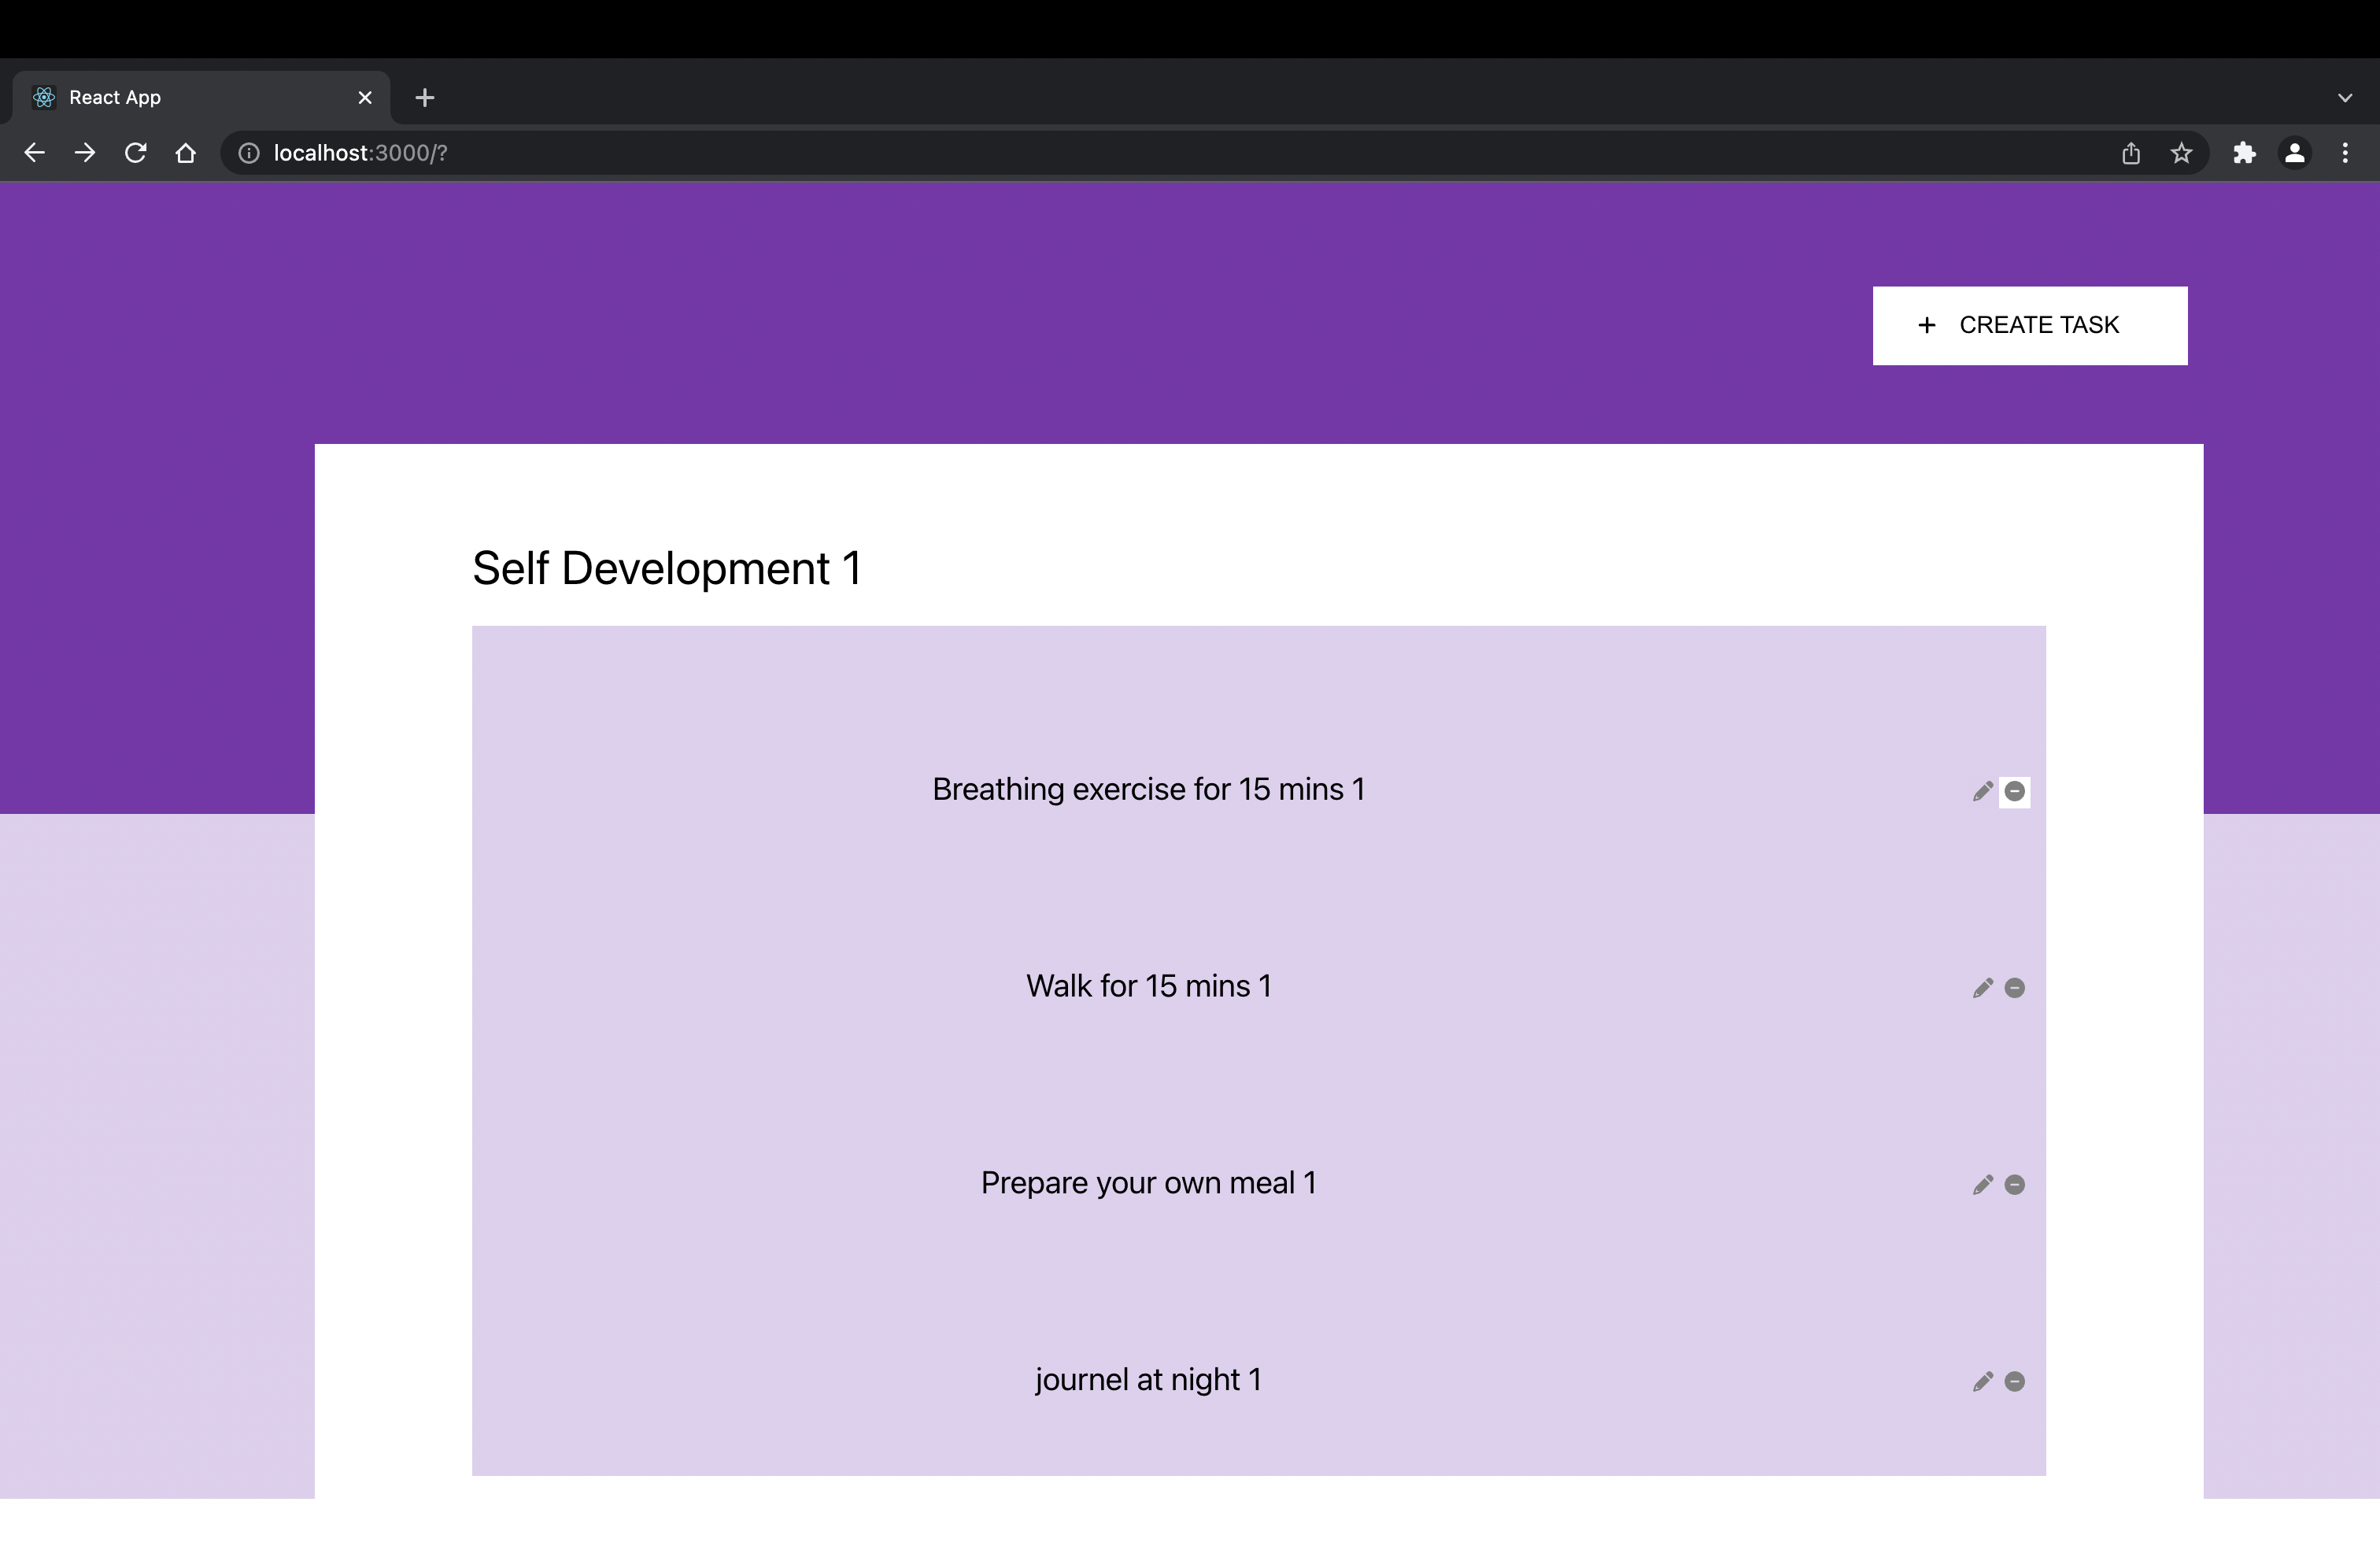 React App
localhost:3000/?
+ CREATE TASK
Self Development 1
Breathing exercise for 15 mins 1
Walk for 15 mins 1
Prepare your own meal 1
journel at night 1